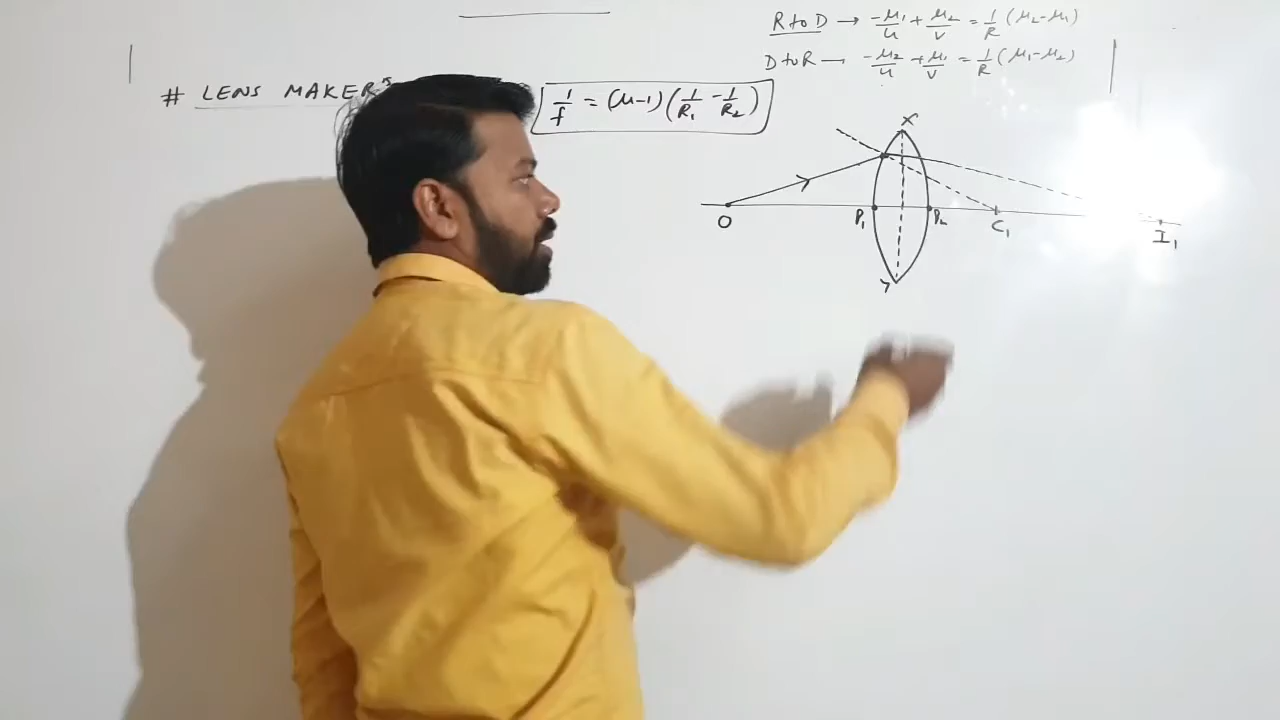 R to D → -μ₁/u + μ₂/v = 1/R (μ₂-μ₁)
D to R → -μ₂/u + μ₁/v = 1/R (μ₁-μ₂)
# LENS MAKER'S
1/f = (μ-1)(1/R₁ - 1/R₂)
X
O P₁ P₂ C₁ I₁
Y